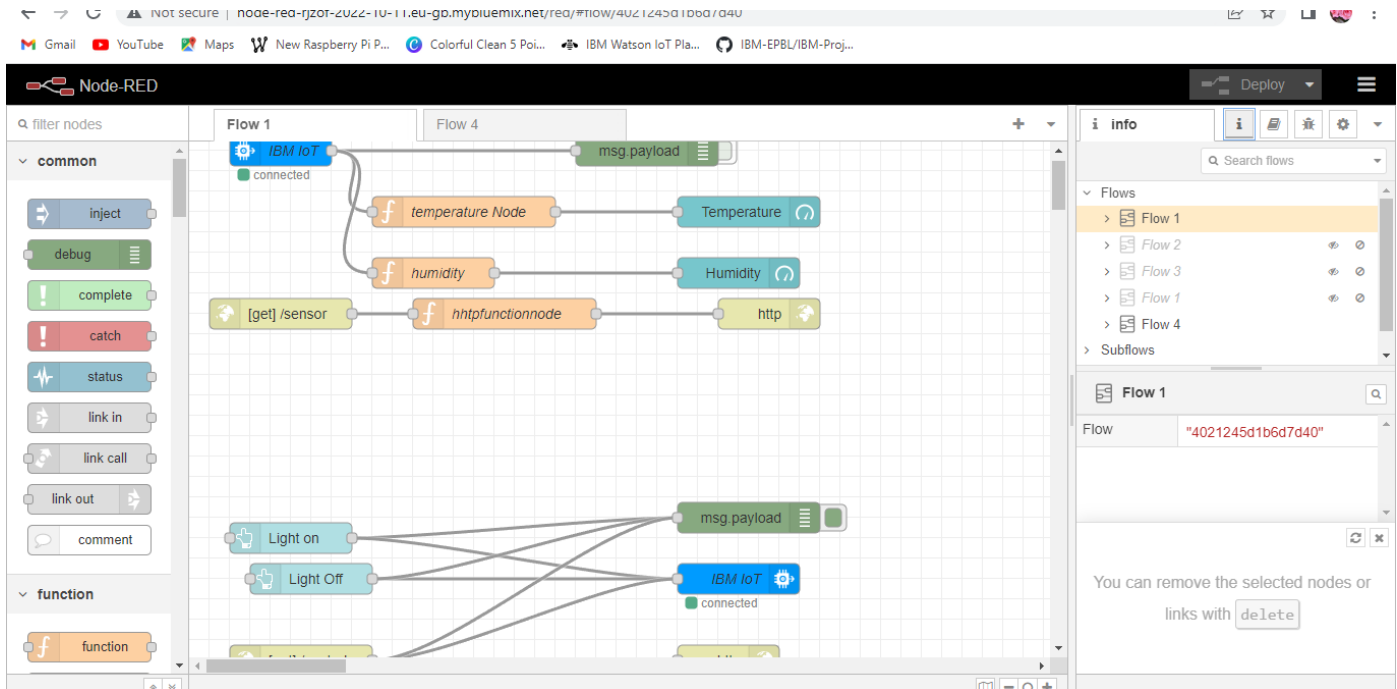 Not secure | node-red-rjzof-2022-10-11.eu-gb.mybluemix.net/red/#flow/4021245d1b6d7d40
Gmail YouTube Maps New Raspberry Pi P... Colorful Clean 5 Poi... IBM Watson IoT Pla... IBM-EPBL/IBM-Proj...
Node-RED
Deploy
filter nodes
Flow 1
Flow 4
i info
common
inject
debug
complete
catch
status
link in
link call
link out
comment
function
function
IBM IoT
msg.payload
connected
temperature Node
Temperature
humidity
Humidity
[get] /sensor
hhtpfunctionnode
http
Light on
msg.payload
Light Off
IBM IoT
connected
Search flows
Flows
Flow 1
Flow 2
Flow 3
Flow 1
Flow 4
Subflows
Flow 1
Flow "4021245d1b6d7d40"
You can remove the selected nodes or
links with delete